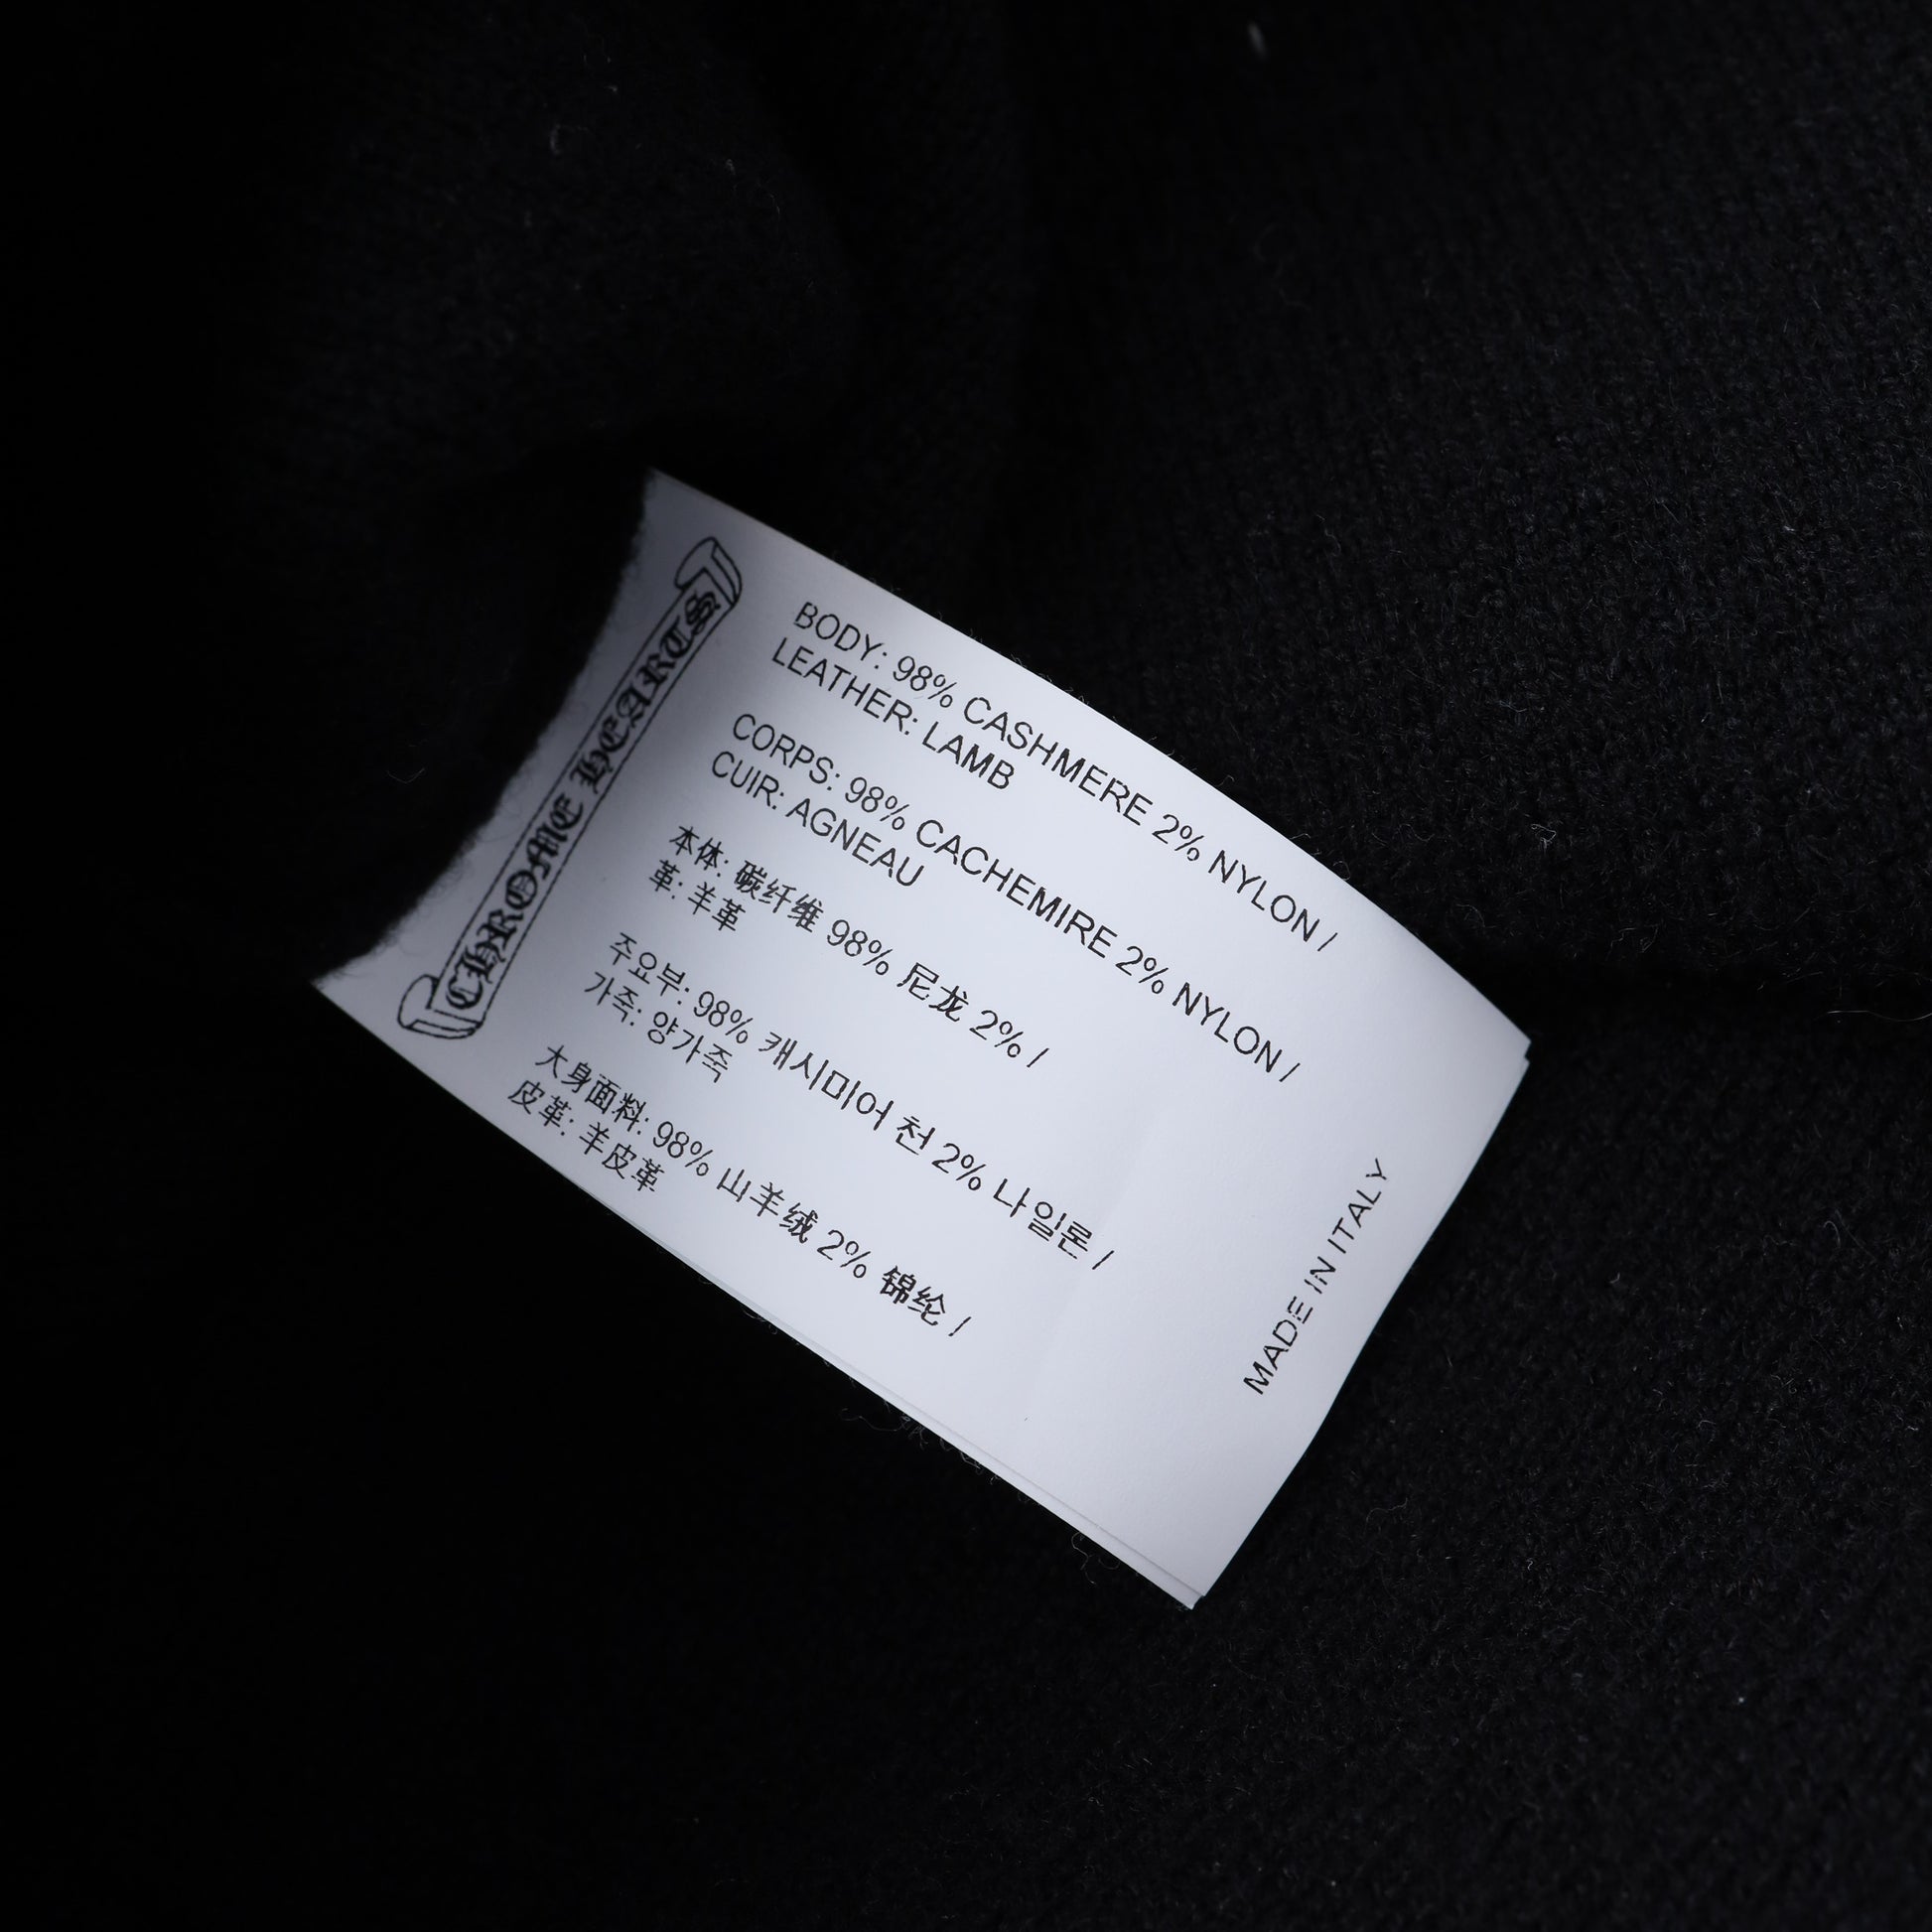 CHROME HEARTS
BODY: 98% CASHMERE 2% NYLON /
LEATHER: LAMB
CORPS: 98% CACHEMIRE 2% NYLON /
CUIR: AGNEAU
本体: 碳纤维 98% 尼龙 2% /
革: 羊革
주요부: 98% 캐시미어 천 2% 나일론 /
가죽: 양가죽
大身面料: 98% 山羊绒 2% 锦纶 /
皮革: 羊皮革
MADE IN ITALY